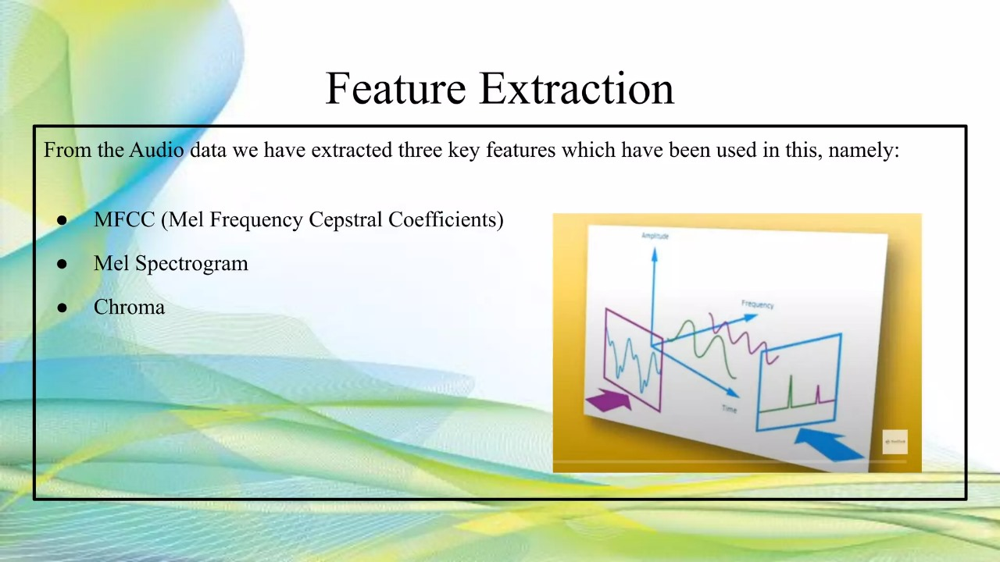 Feature Extraction
From the Audio data we have extracted three key features which have been used in this, namely:
● MFCC (Mel Frequency Cepstral Coefficients)
● Mel Spectrogram
● Chroma
Amplitude
Frequency
Time